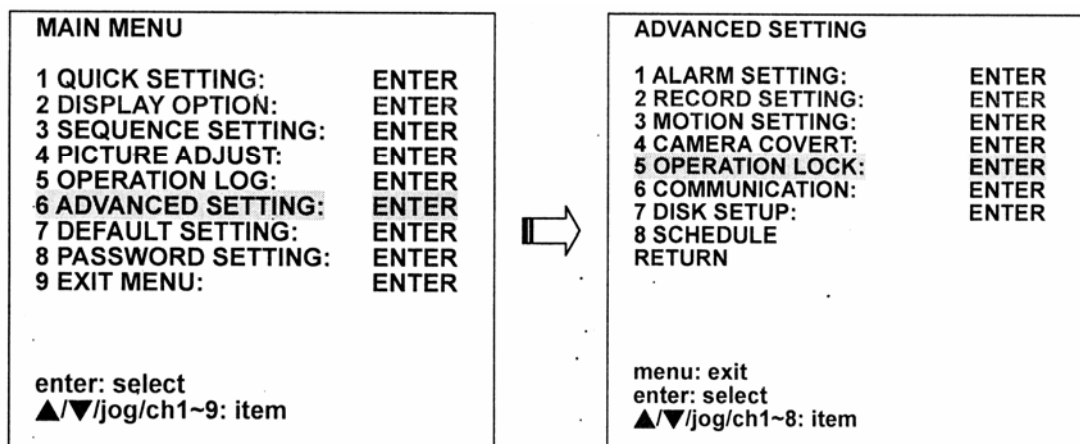 MAIN MENU
1 QUICK SETTING: ENTER
2 DISPLAY OPTION: ENTER
3 SEQUENCE SETTING: ENTER
4 PICTURE ADJUST: ENTER
5 OPERATION LOG: ENTER
6 ADVANCED SETTING: ENTER
7 DEFAULT SETTING: ENTER
8 PASSWORD SETTING: ENTER
9 EXIT MENU: ENTER
enter: select
▲/▼/jog/ch1~9: item
ADVANCED SETTING
1 ALARM SETTING: ENTER
2 RECORD SETTING: ENTER
3 MOTION SETTING: ENTER
4 CAMERA COVERT: ENTER
5 OPERATION LOCK: ENTER
6 COMMUNICATION: ENTER
7 DISK SETUP: ENTER
8 SCHEDULE
RETURN
menu: exit
enter: select
▲/▼/jog/ch1~8: item